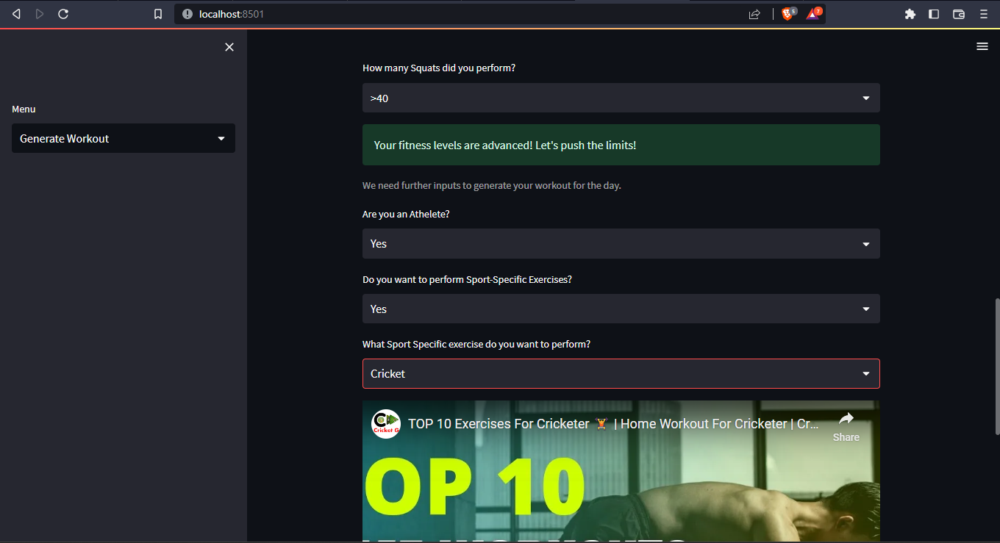 localhost:8501
5
7
Menu
Generate Workout
How many Squats did you perform?
>40
Your fitness levels are advanced! Let's push the limits!
We need further inputs to generate your workout for the day.
Are you an Athelete?
Yes
Do you want to perform Sport-Specific Exercises?
Yes
What Sport Specific exercise do you want to perform?
Cricket
Cricket G
TOP 10 Exercises For Cricketer 🏋 | Home Workout For Cricketer | Cr...
Share
OP 10